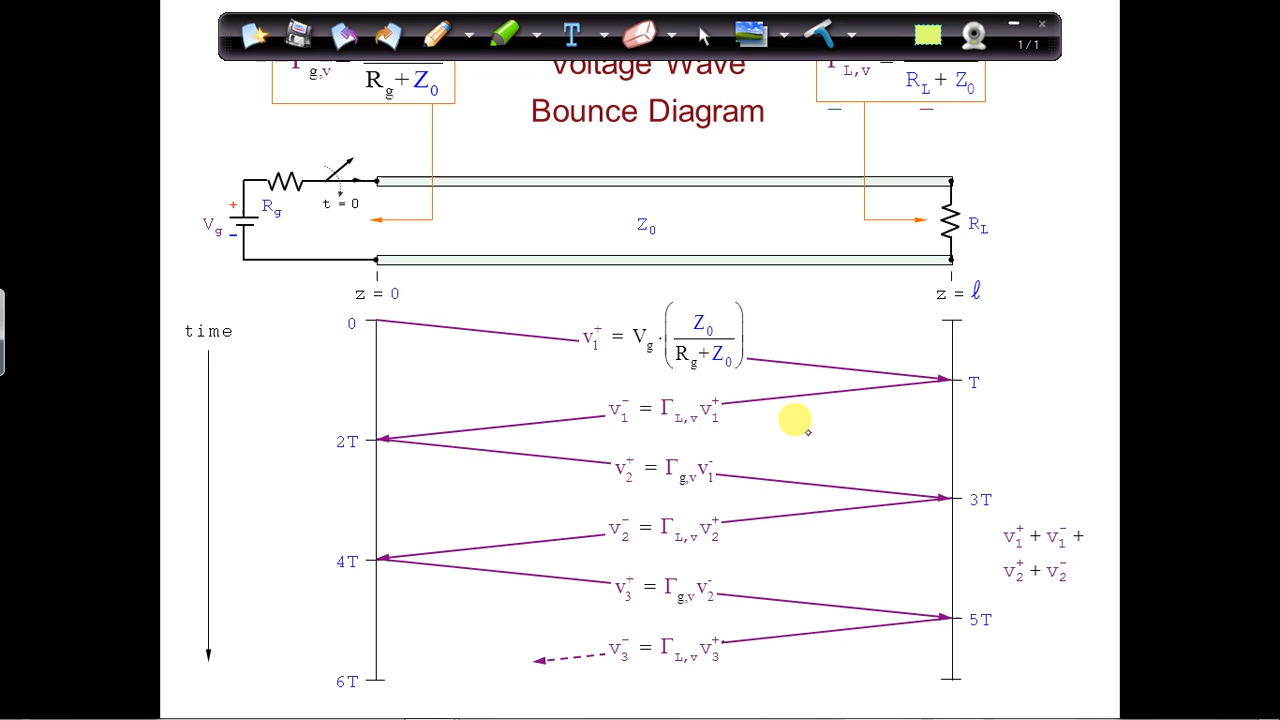 1/1
Voltage Wave
Bounce Diagram
Γg,v =
Rg + Z0
ΓL,v =
RL + Z0
Vg
+
-
Rg
t = 0
Z0
RL
z = 0
z = ℓ
time
0
v1+ = Vg · (Z0 / (Rg + Z0))
T
v1- = ΓL,v v1+
2T
v2+ = Γg,v v1-
3T
v2- = ΓL,v v2+
v1+ + v1- +
v2+ + v2-
4T
v3+ = Γg,v v2-
5T
v3- = ΓL,v v3+
6T